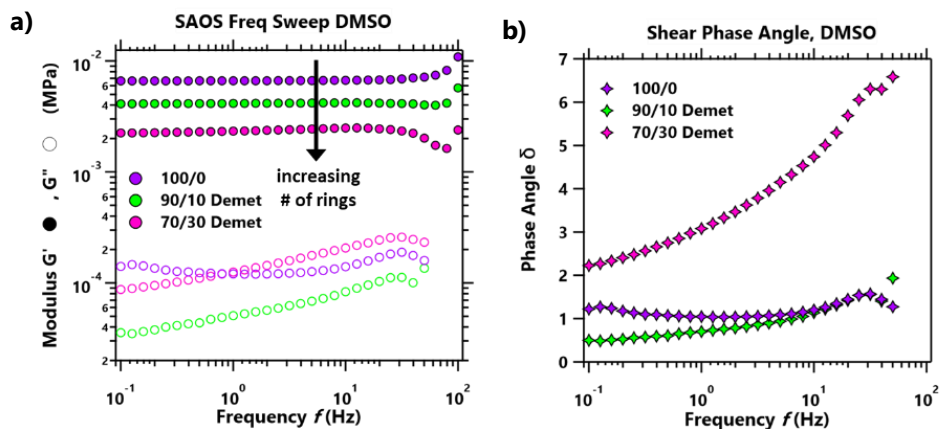 a)
SAOS Freq Sweep DMSO
Modulus G' ● , G" ○ (MPa)
10⁻²
4
2
10⁻³
4
2
10⁻⁴
4
2
100/0
90/10 Demet
70/30 Demet
increasing
# of rings
10⁻¹ 10⁰ 10¹ 10²
Frequency f (Hz)
b)
Shear Phase Angle, DMSO
Phase Angle δ
7
6
5
4
3
2
1
0
100/0
90/10 Demet
70/30 Demet
10⁻¹ 10⁰ 10¹ 10²
Frequency f (Hz)